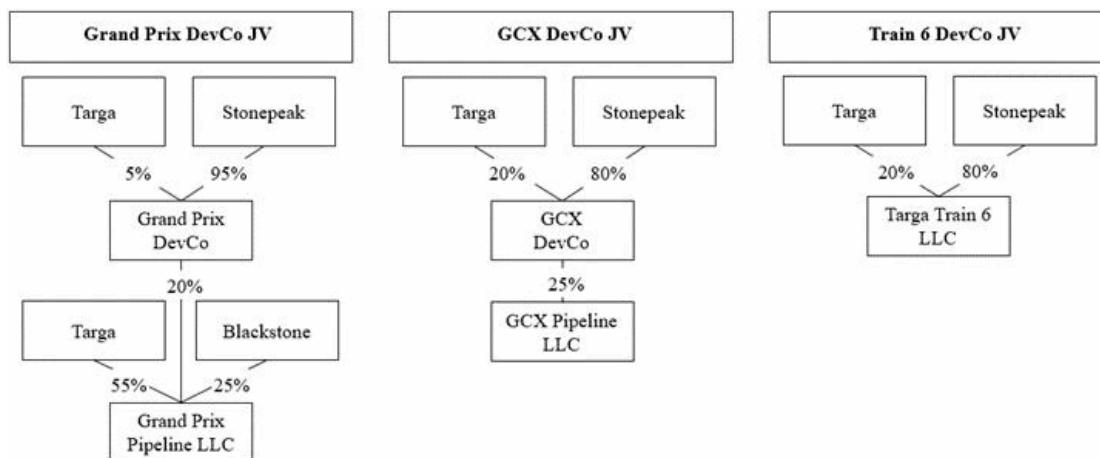 Grand Prix DevCo JV
Targa
Stonepeak
5%
95%
Grand Prix
DevCo
20%
Targa
Blackstone
55%
25%
Grand Prix
Pipeline LLC
GCX DevCo JV
Targa
Stonepeak
20%
80%
GCX
DevCo
25%
GCX Pipeline
LLC
Train 6 DevCo JV
Targa
Stonepeak
20%
80%
Targa Train 6
LLC